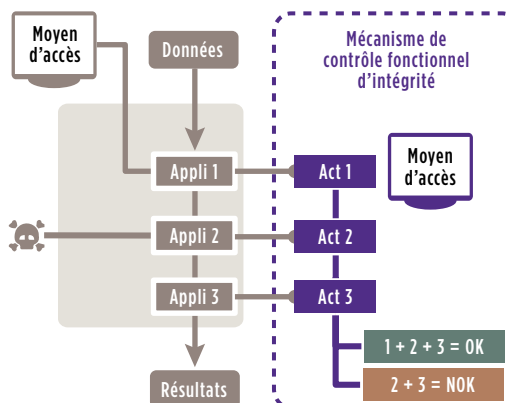 Moyen
d'accès
Données
Mécanisme de
contrôle fonctionnel
d'intégrité
Appli 1
Act 1
Moyen
d'accès
Appli 2
Act 2
Appli 3
Act 3
1 + 2 + 3 = OK
Résultats
2 + 3 = NOK